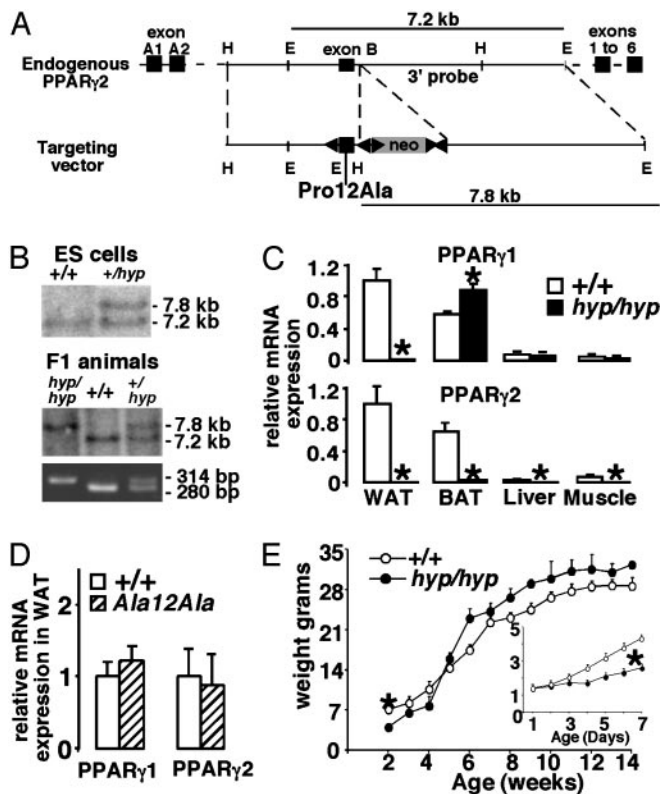 A
7.2 kb
exon
A1 A2
H
E
exon B
H
E
exons
1 to 6
Endogenous
PPARγ2
3' probe
Targeting
vector
neo
H
E
E
H
E
Pro12Ala
7.8 kb
B
ES cells
+/+
+/hyp
- 7.8 kb
- 7.2 kb
F1 animals
hyp/
hyp
+/+
+/
hyp
- 7.8 kb
- 7.2 kb
- 314 bp
- 280 bp
C
relative mRNA
expression
PPARγ1
1.2
0.8
0.4
0
*
*
+/+
hyp/hyp
PPARγ2
1.2
0.8
0.4
0
* * * *
WAT BAT Liver Muscle
D
relative mRNA
expression in WAT
+/+
Ala12Ala
2
1
0
PPARγ1 PPARγ2
E
weight grams
+/+
hyp/hyp
35
28
21
14
7
0
*
2 4 6 8 10 12 14
Age (weeks)
5
3
1
*
1 3 5 7
Age (Days)